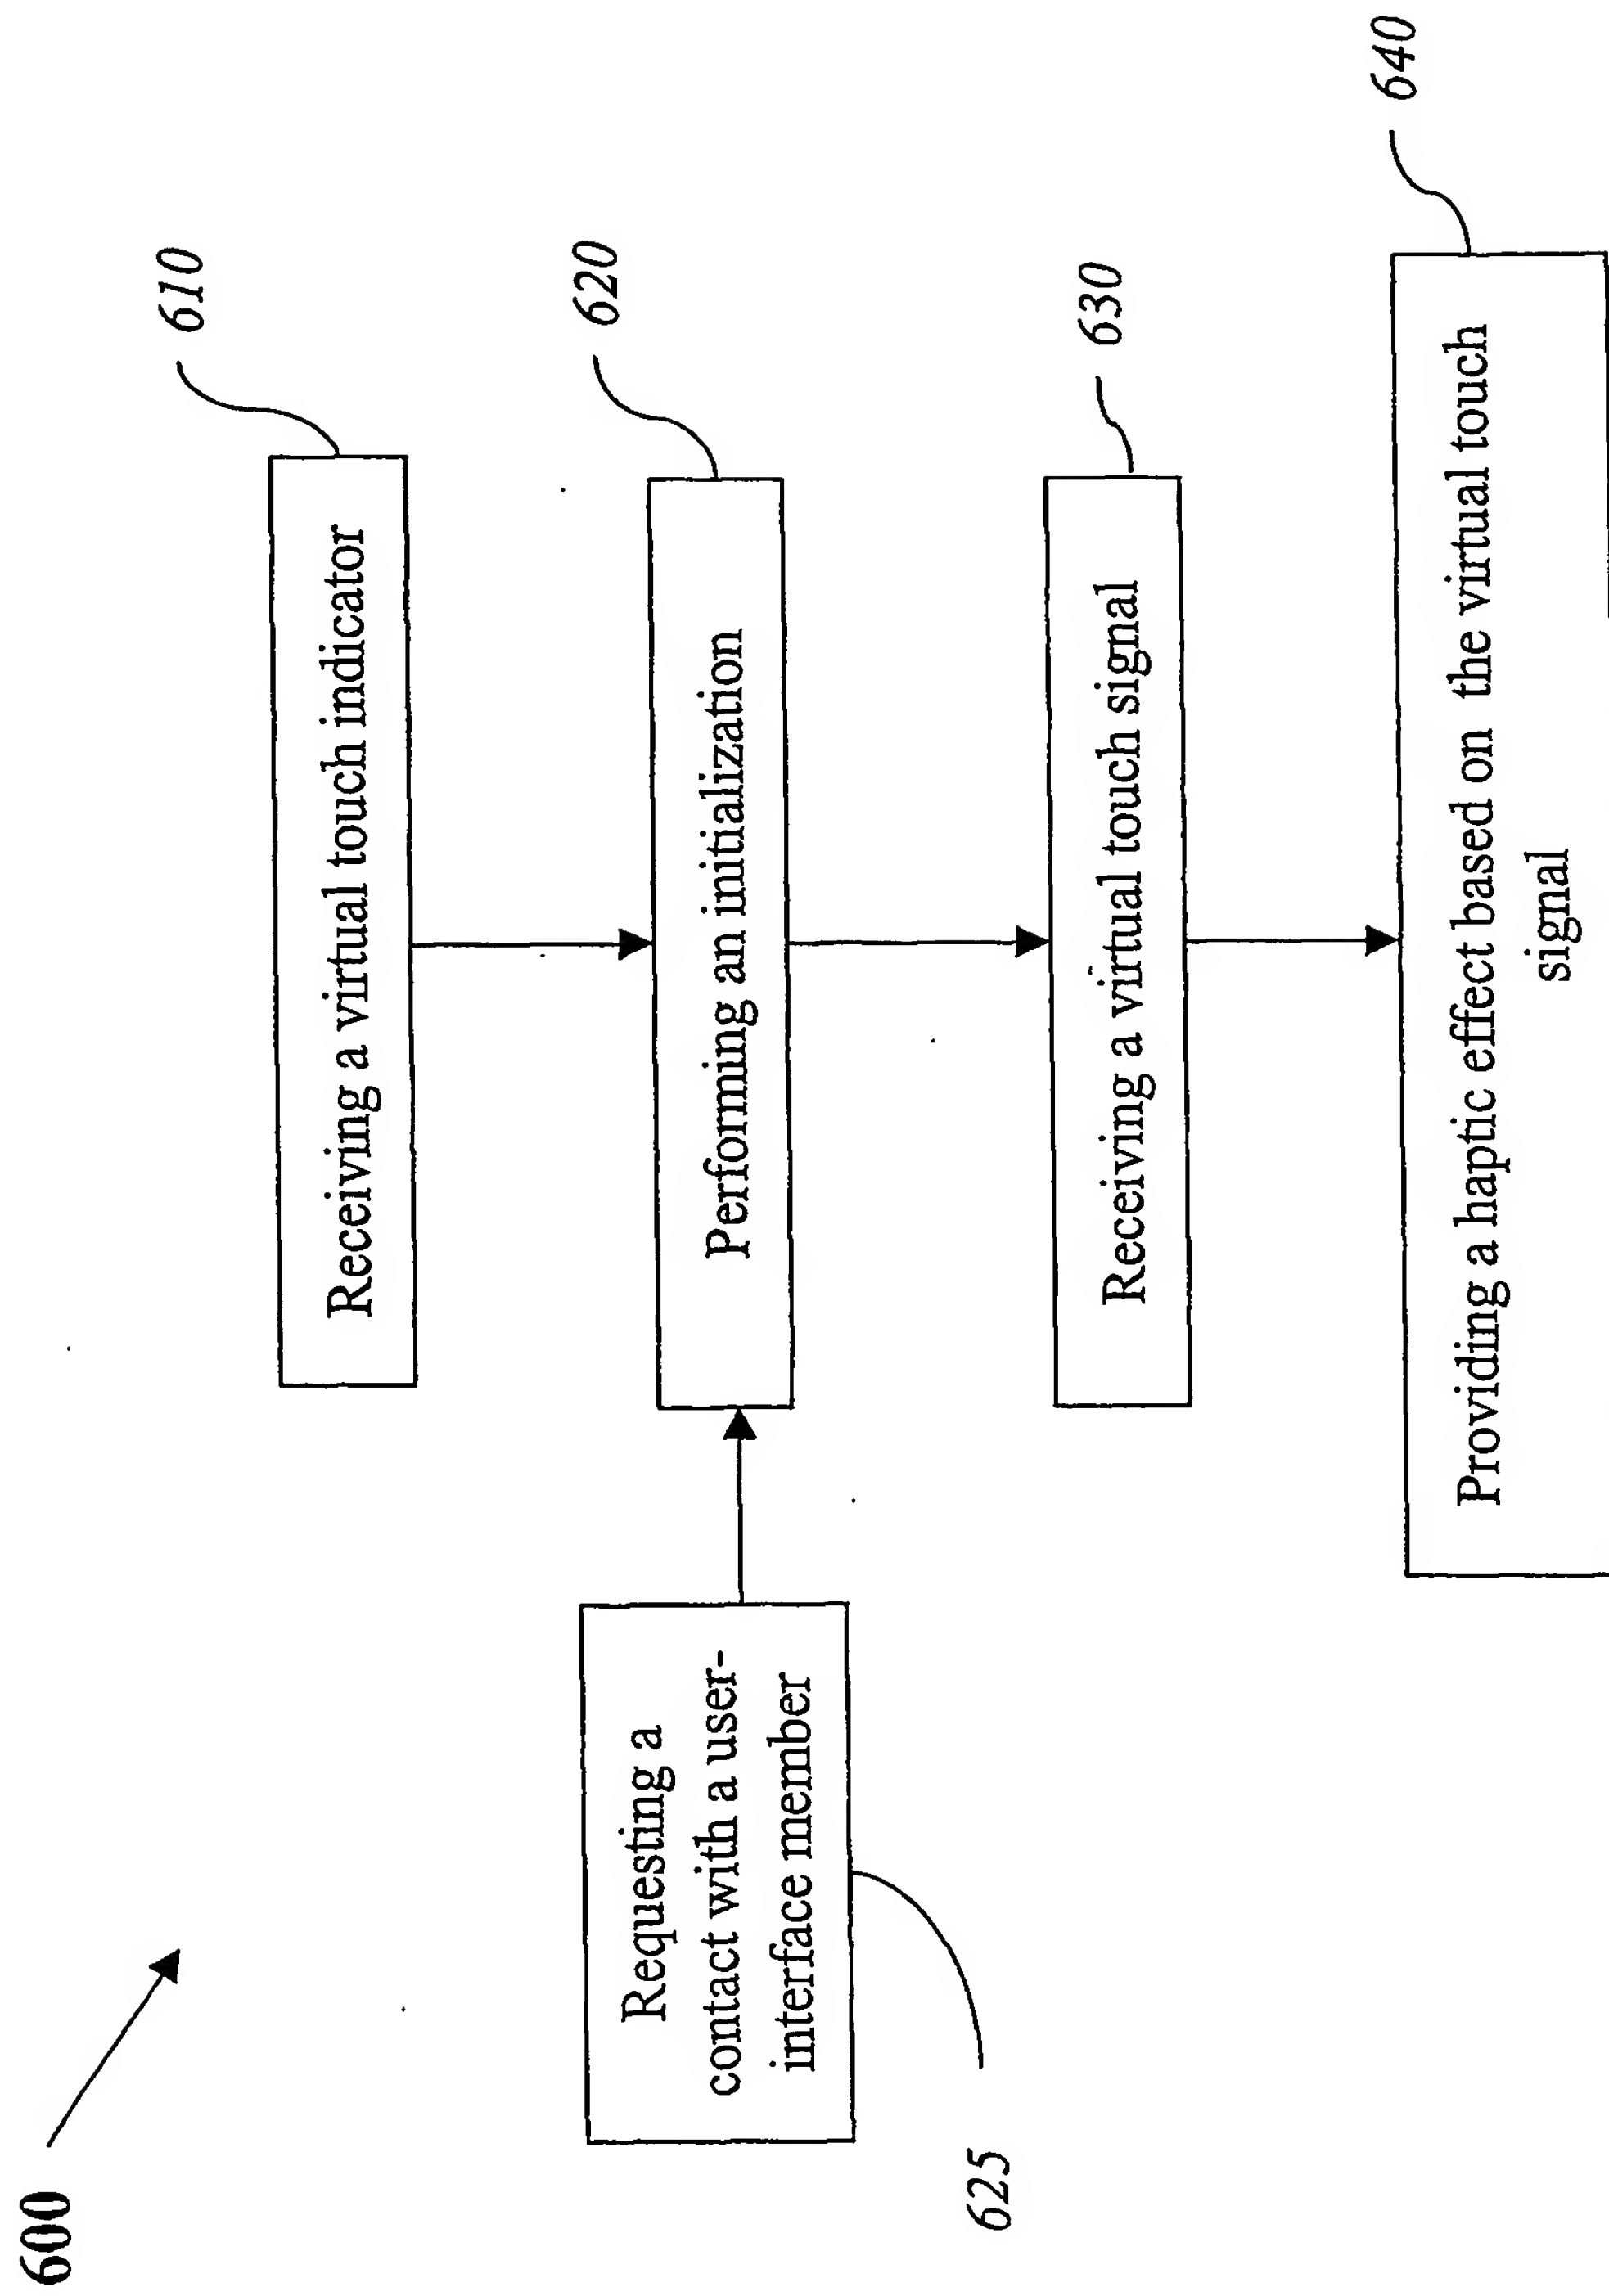 600
610
Receiving a virtual touch indicator
620
Performing an initialization
Requesting a
contact with a user-
interface member
625
630
Receiving a virtual touch signal
640
Providing a haptic effect based on the virtual touch
signal